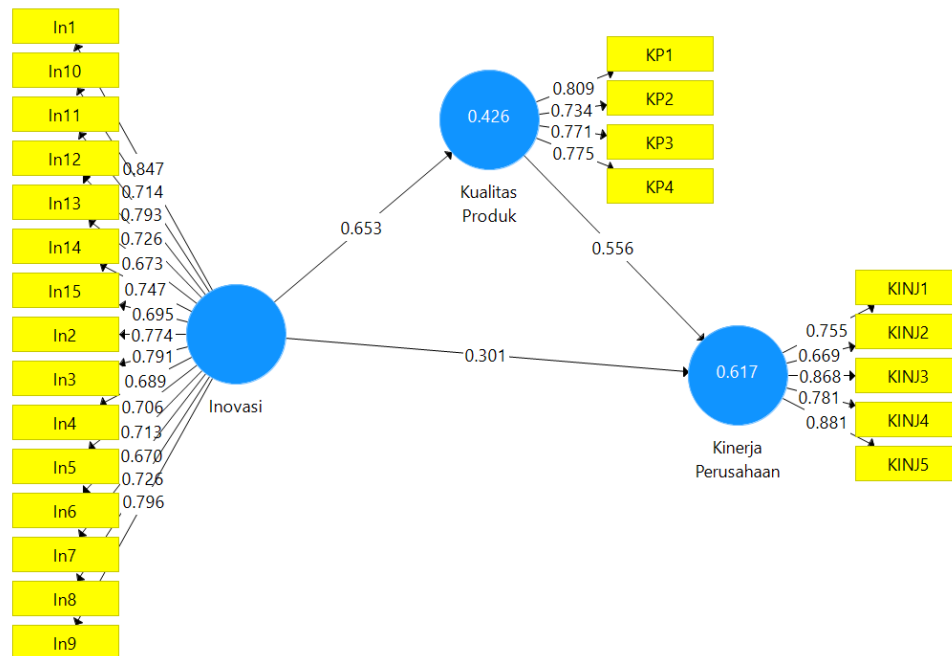 In1
In10
In11
In12
In13
In14
In15
In2
In3
In4
In5
In6
In7
In8
In9
0.847
0.714
0.793
0.726
0.673
0.747
0.695
0.774
0.791
0.689
0.706
0.713
0.670
0.726
0.796
Inovasi
0.653
0.301
0.426
Kualitas
Produk
0.809
0.734
0.771
0.775
KP1
KP2
KP3
KP4
0.556
0.617
Kinerja
Perusahaan
0.755
0.669
0.868
0.781
0.881
KINJ1
KINJ2
KINJ3
KINJ4
KINJ5